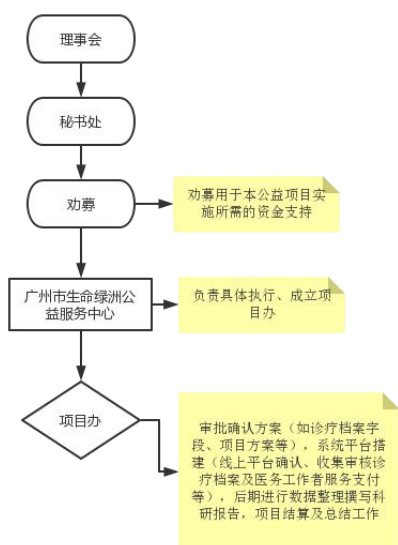 理事会
秘书处
劝募
劝募用于本公益项目实
施所需的资金支持
广州市生命绿洲公
益服务中心
负责具体执行、成立项
目办
项目办
审批确认方案（如诊疗档案字
段、项目方案等），系统平台搭
建（线上平台确认、收集审核诊
疗档案及医务工作者服务支付
等），后期进行数据整理撰写科
研报告，项目结算及总结工作